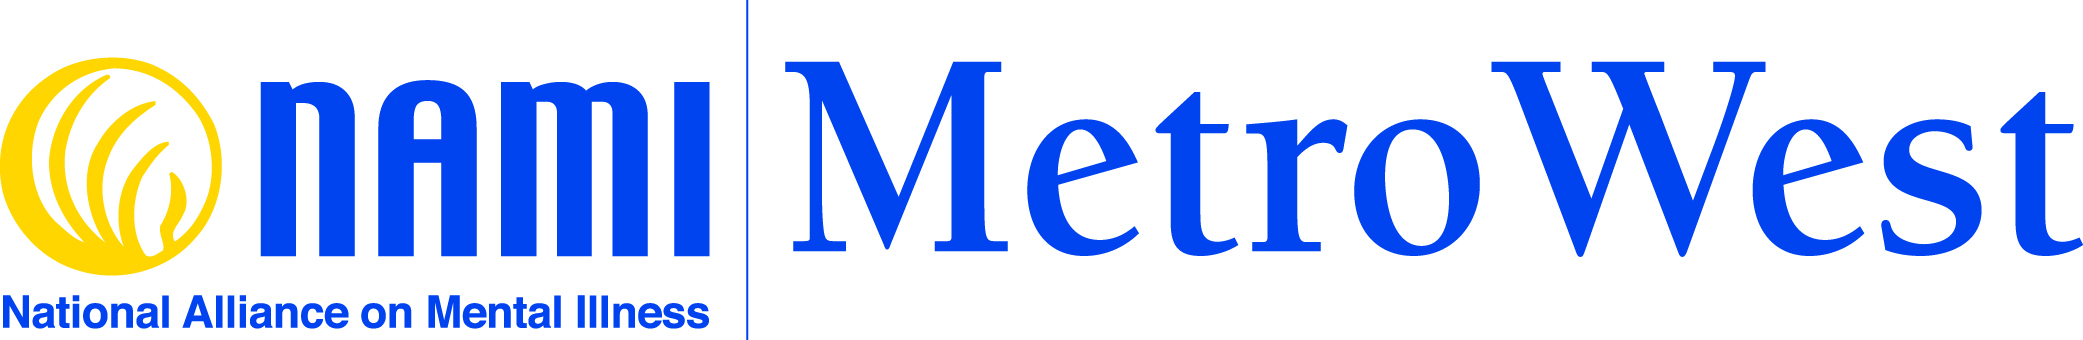 NAMI
National Alliance on Mental Illness
MetroWest